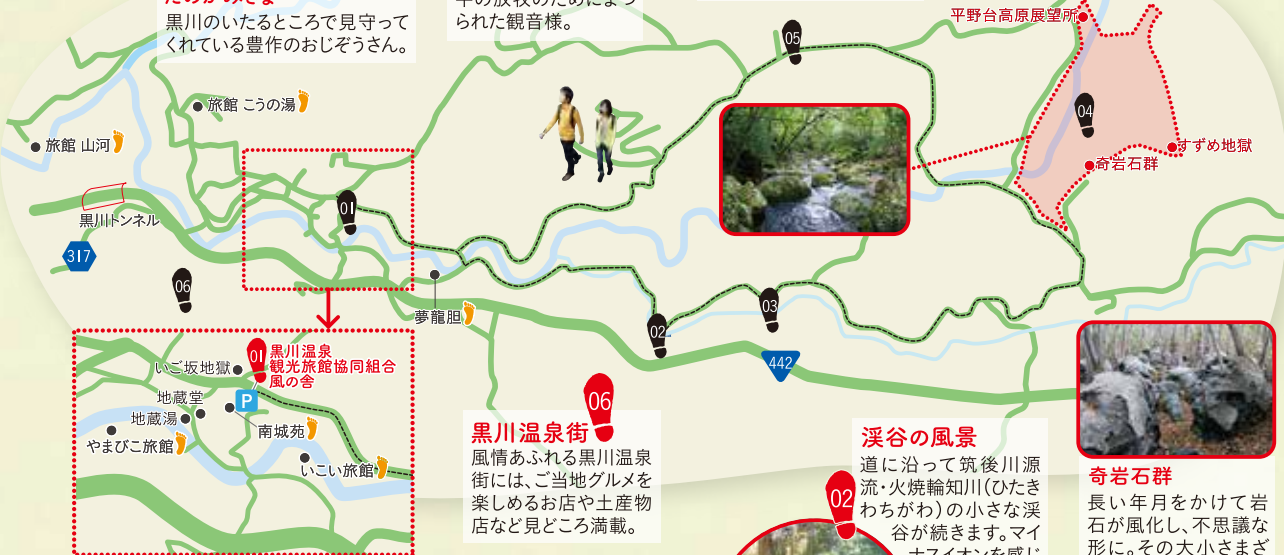 黒川のいたるところで見守って
くれている豊作のおじぞうさん。
られた観音様。
平野台高原展望所
05
04
すずめ地獄
奇岩石群
旅館 こうの湯
旅館 山河
黒川トンネル
317
06
01
夢龍胆
02
03
442
いご坂地獄
01
黒川温泉
観光旅館協同組合
風の舎
P
地蔵堂
地蔵湯
やまびこ旅館
南城苑
いこい旅館
06
黒川温泉街
風情あふれる黒川温泉
街には、ご当地グルメを
楽しめるお店や土産物
店など見どころ満載。
02
渓谷の風景
道に沿って筑後川源
流・火焼輪知川(ひたき
わちがわ)の小さな渓
谷が続きます。マイ
ナスイオンを感じ
奇岩石群
長い年月をかけて岩
石が風化し、不思議な
形に。その大小さまざ